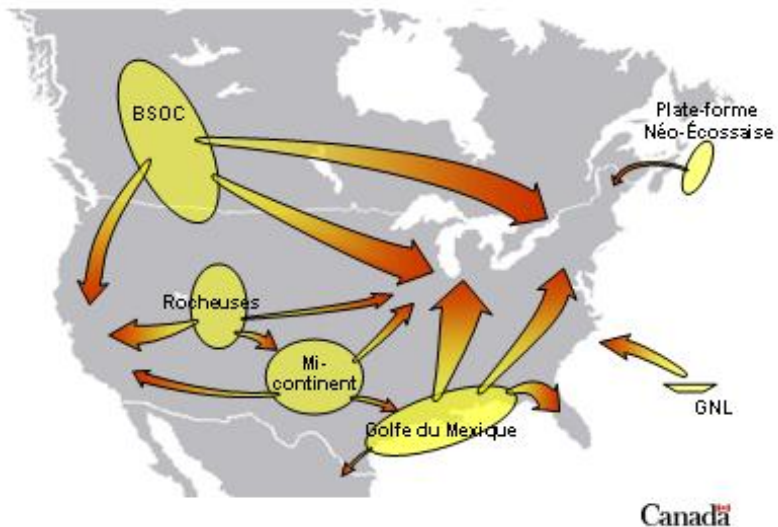 BSOC
Plate-forme
Néo-Écossaise
Rocheuses
Mi-
continent
Golfe du Mexique
GNL
Canada